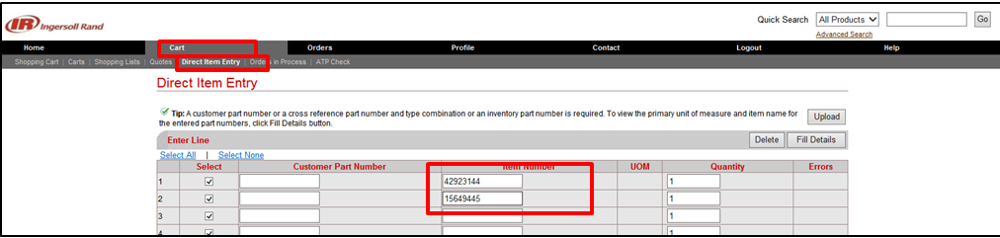 IR Ingersoll Rand
Quick Search All Products Go
Advanced Search
Home Cart Orders Profile Contact Logout Help
Shopping Cart | Carts | Shopping Lists | Quotes | Direct Item Entry | Orders in Process | ATP Check
Direct Item Entry
Tip: A customer part number or a cross reference part number and type combination or an inventory part number is required. To view the primary unit of measure and item name for
the entered part numbers, click Fill Details button.
Upload
Enter Line Delete Fill Details
Select All | Select None
Select Customer Part Number Item Number UOM Quantity Errors
1 42923144 1
2 15649445 1
3 1
4 1